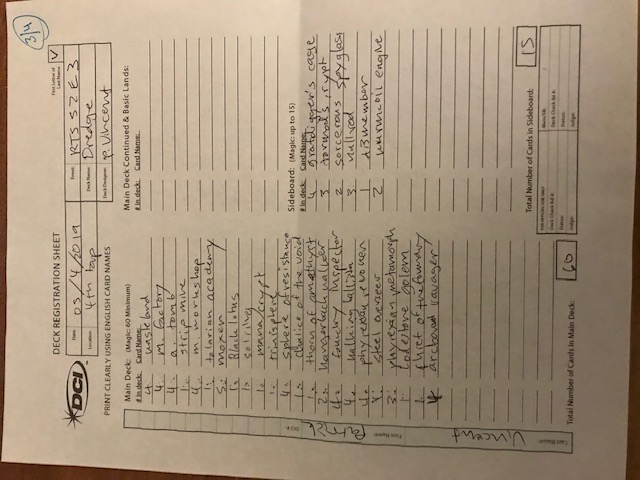 3/4
DECK REGISTRATION SHEET
First Letter of Last Name: V
DCI
Date: 05/4/2019
Event: RTS S2E3
Location: 4th tap
Deck Name: Dredge
Deck Designer: P. Vincent
PRINT CLEARLY USING ENGLISH CARD NAMES
Main Deck: (Magic: 60 Minimum)
# in deck: Card Name:
4 wasteland
4 m. factory
4 a. tomb
1 strip mine
4 m. workshop
1 tolarian academy
5 moxen
1 Black lotus
1 sol ring
1 mana crypt
1 trinisphere
4 sphere of resistance
1 chalice of the void
1 thorn of amethyst
2 hangarback walker
4 foundry inspector
4 walking ballista
4 phyrexian revoker
steel overseer
3 phyrexian metamorph
1 lodestone golem
1 chief of the foundry
4 arcbound ravager
Total Number of Cards in Main Deck: 60
Main Deck Continued & Basic Lands:
# in deck: Card Name:
Sideboard: (Magic: up to 15)
# in deck: Card Name:
4 grafdigger's cage
3 tormod's crypt
2 sorcerous spyglass
3 null rod
1 dismember
2 wurmcoil engine
Total Number of Cards in Sideboard: 15
FOR OFFICIAL USE ONLY
Main/SB:
Deck Check Rd #:
Deck Check Rd #:
Status:
Status:
Judge:
Judge:
Last Name: Vincent
First Name: Patrick
DCI #: